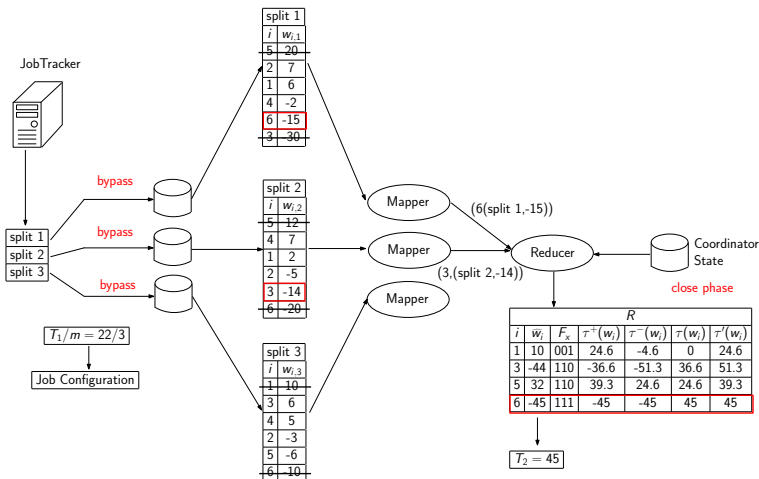 JobTracker
split 1
split 2
split 3
bypass
bypass
bypass
T₁/m = 22/3
Job Configuration
split 1
i w_{i,1}
5 20
2 7
1 6
4 -2
6 -15
3 -30
split 2
i w_{i,2}
5 12
4 7
1 2
2 -5
3 -14
6 -20
split 3
i w_{i,3}
1 10
3 6
4 5
2 -3
5 -6
6 -10
Mapper
Mapper
Mapper
(6(split 1,-15))
(3,(split 2,-14)
Reducer
Coordinator
State
close phase
R
i w̅_i F_x τ⁺(w_i) τ⁻(w_i) τ(w_i) τ′(w_i)
1 10 001 24.6 -4.6 0 24.6
3 -44 110 -36.6 -51.3 36.6 51.3
5 32 110 39.3 24.6 24.6 39.3
6 -45 111 -45 -45 45 45
T₂ = 45